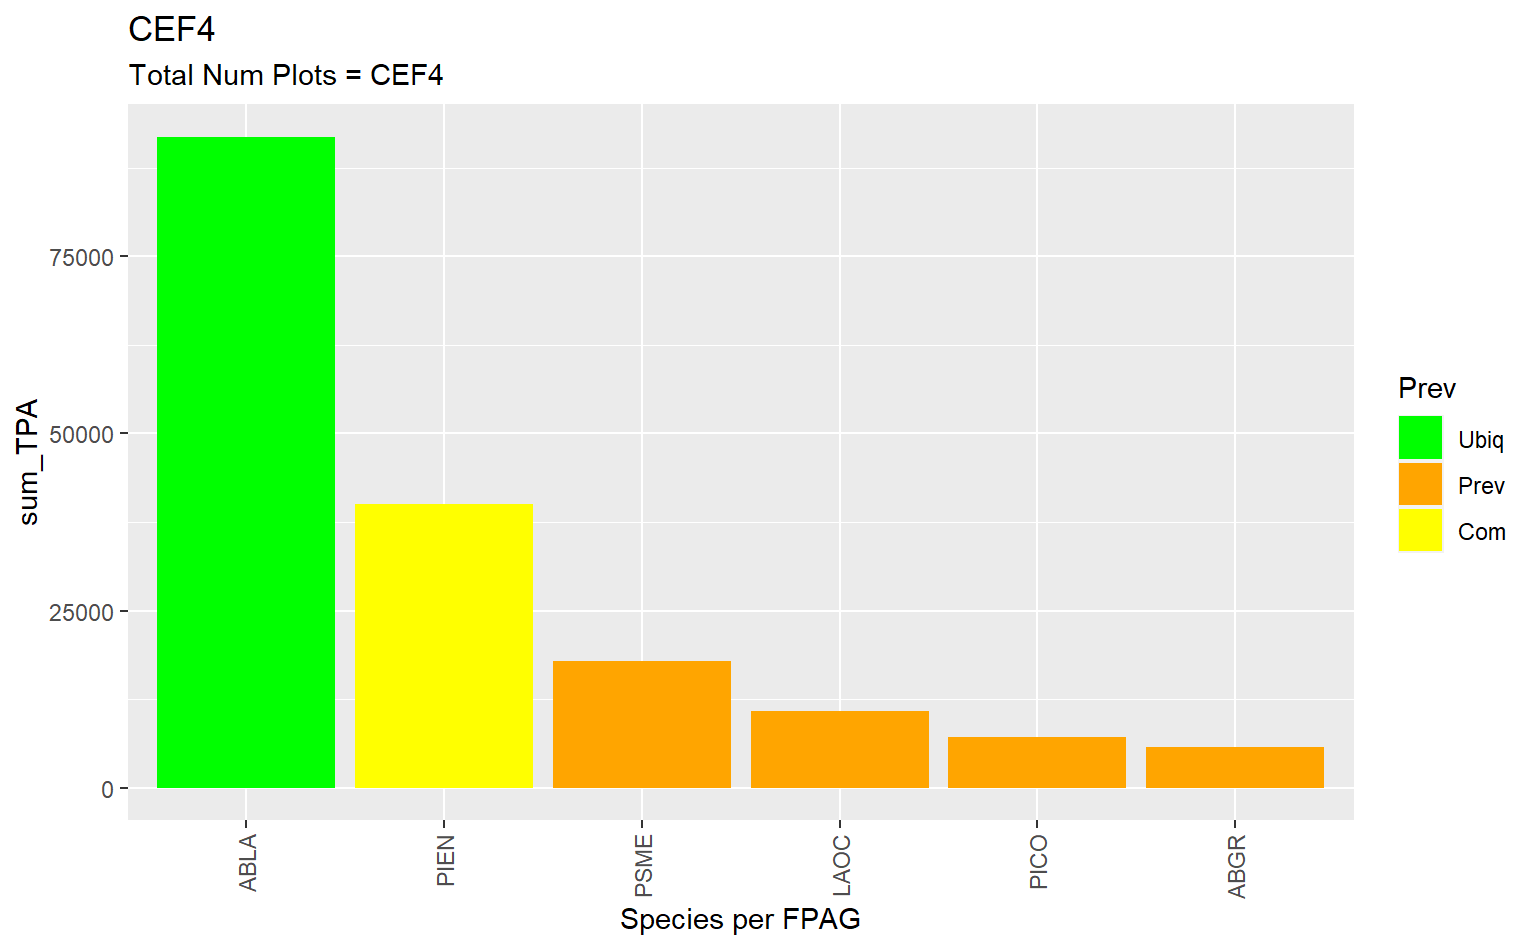 CEF4
Total Num Plots = CEF4
sum_TPA
75000
50000
25000
0
ABLA
PIEN
PSME
LAOC
PICO
ABGR
Species per FPAG
Prev
Ubiq
Prev
Com